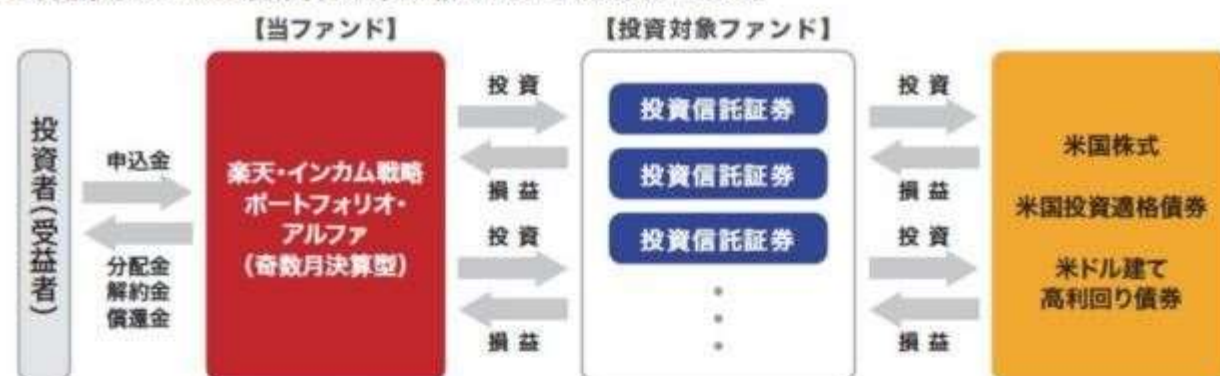 【当ファンド】
【投資対象ファンド】
投資者(受益者)
申込金
分配金
解約金
償還金
楽天・インカム戦略
ポートフォリオ・
アルファ
(奇数月決算型)
投資
損益
投資
損益
投資信託証券
投資信託証券
投資信託証券
投資
損益
投資
損益
米国株式
米国投資適格債券
米ドル建て
高利回り債券